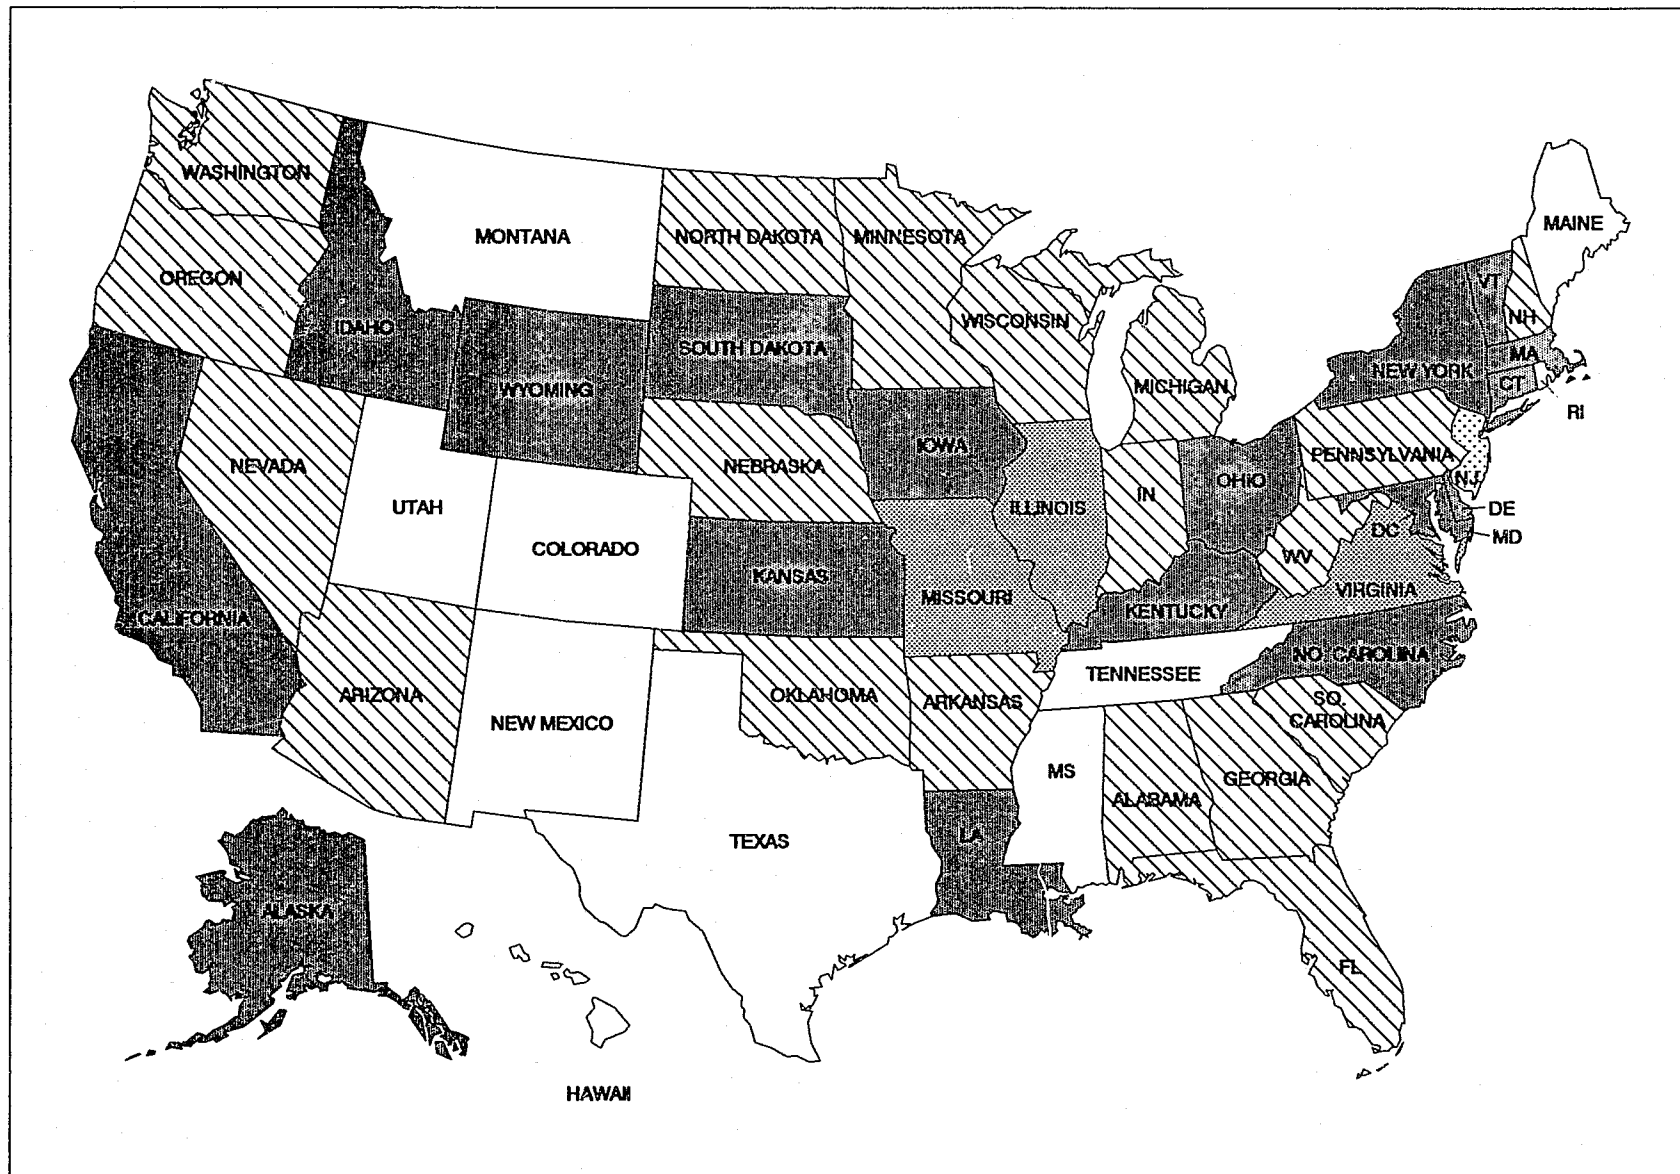 MAINE
WASHINGTON
MONTANA
NORTH DAKOTA
MINNESOTA
OREGON
VT
NH
IDAHO
WISCONSIN
SOUTH DAKOTA
MA
NEW YORK
CT
WYOMING
MICHIGAN
RI
IOWA
PENNSYLVANIA
NEVADA
NEBRASKA
NJ
OHIO
IN
UTAH
ILLINOIS
DE
DC
MD
COLORADO
WV
KANSAS
VIRGINIA
MISSOURI
KENTUCKY
CALIFORNIA
NO. CAROLINA
TENNESSEE
ARIZONA
OKLAHOMA
ARKANSAS
SO.
CAROLINA
NEW MEXICO
MS
GEORGIA
ALABAMA
LA
TEXAS
ALASKA
FL
HAWAII